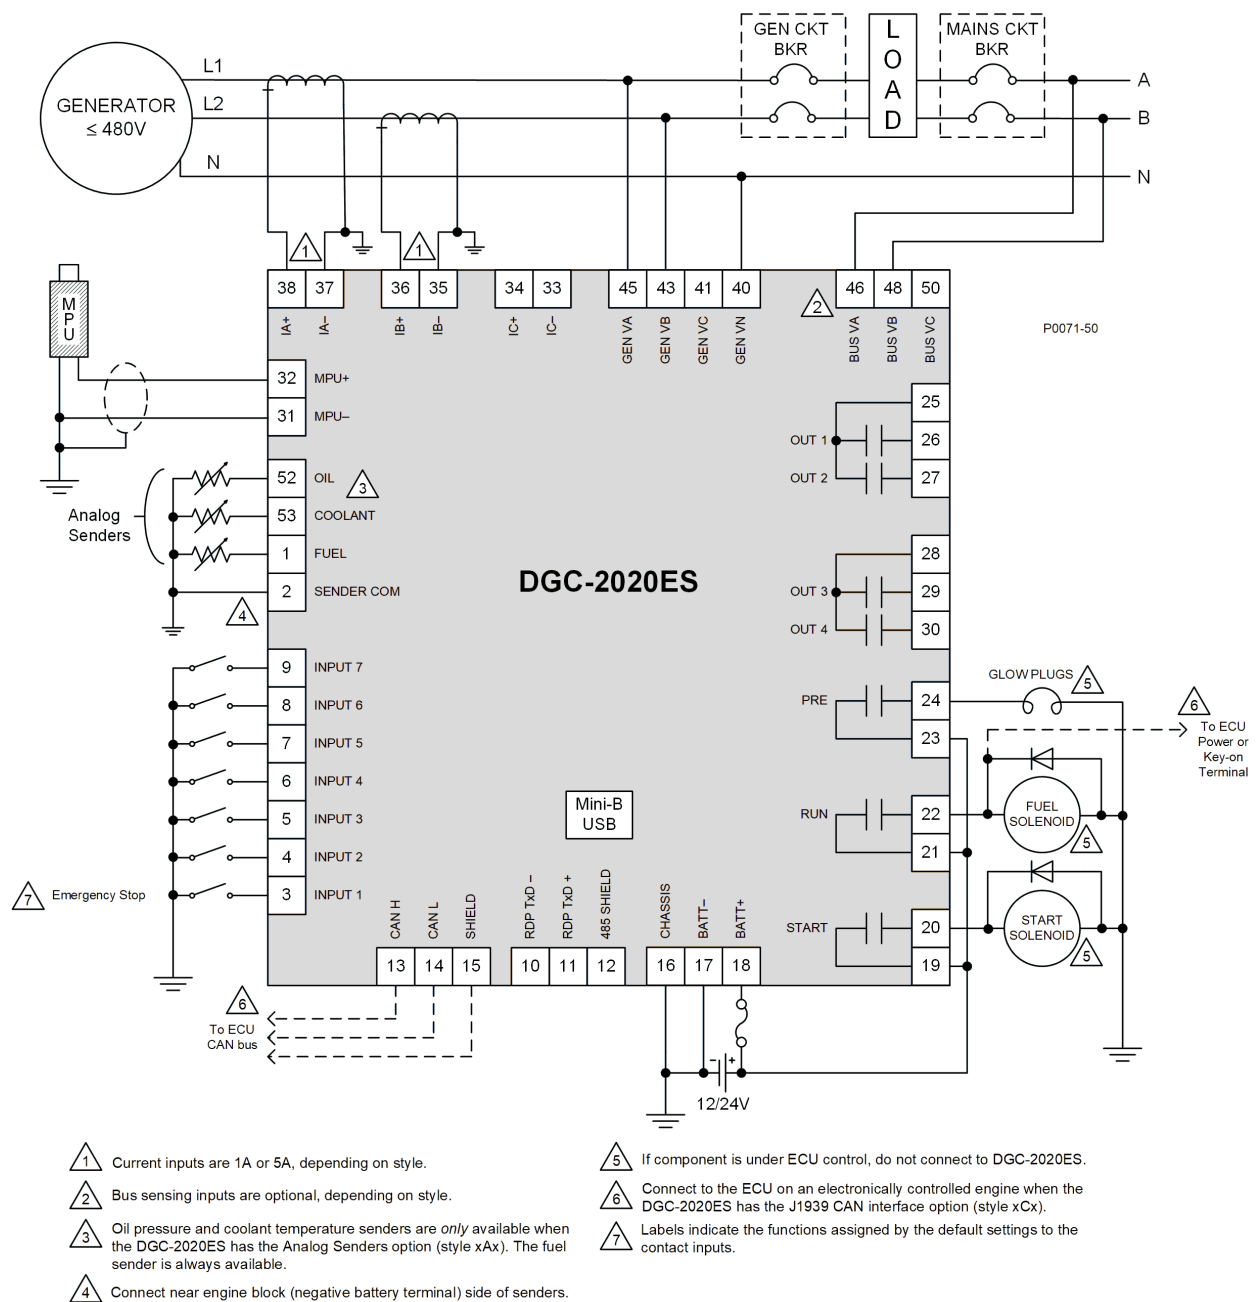 GEN CKT
BKR
LOAD
MAINS CKT
BKR
L1
L2
N
GENERATOR
≤ 480V
A
B
N
1
1
38
37
36
35
34
33
45
43
41
40
2
46
48
50
IA+
IA–
IB+
IB–
IC+
IC–
GEN VA
GEN VB
GEN VC
GEN VN
BUS VA
BUS VB
BUS VC
P0071-50
MPU
32
MPU+
31
MPU–
25
OUT 1
26
OUT 2
27
Analog
Senders
52
OIL
3
53
COOLANT
1
FUEL
2
SENDER COM
4
DGC-2020ES
28
OUT 3
29
OUT 4
30
9
INPUT 7
8
INPUT 6
7
INPUT 5
6
INPUT 4
5
INPUT 3
4
INPUT 2
3
INPUT 1
7
Emergency Stop
Mini-B
USB
PRE
24
23
GLOW PLUGS
5
6
To ECU
Power or
Key-on
Terminal
RUN
22
21
FUEL
SOLENOID
5
START
20
19
START
SOLENOID
5
CAN H
CAN L
SHIELD
RDP TxD –
RDP TxD +
485 SHIELD
CHASSIS
BATT–
BATT+
13
14
15
10
11
12
16
17
18
6
To ECU
CAN bus
- +
12/24V
1 Current inputs are 1A or 5A, depending on style.
2 Bus sensing inputs are optional, depending on style.
3 Oil pressure and coolant temperature senders are only available when
the DGC-2020ES has the Analog Senders option (style xAx). The fuel
sender is always available.
4 Connect near engine block (negative battery terminal) side of senders.
5 If component is under ECU control, do not connect to DGC-2020ES.
6 Connect to the ECU on an electronically controlled engine when the
DGC-2020ES has the J1939 CAN interface option (style xCx).
7 Labels indicate the functions assigned by the default settings to the
contact inputs.